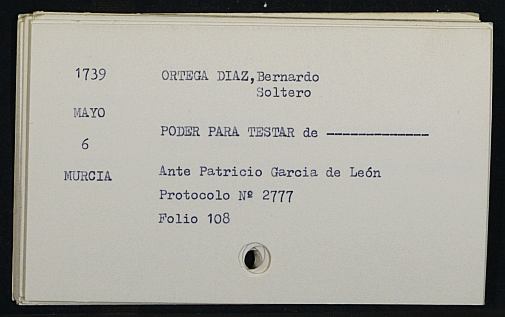 1739
ORTEGA DIAZ, Bernardo
Soltero
MAYO
6
PODER PARA TESTAR de -------------
MURCIA
Ante Patricio Garcia de León
Protocolo Nº 2777
Folio 108